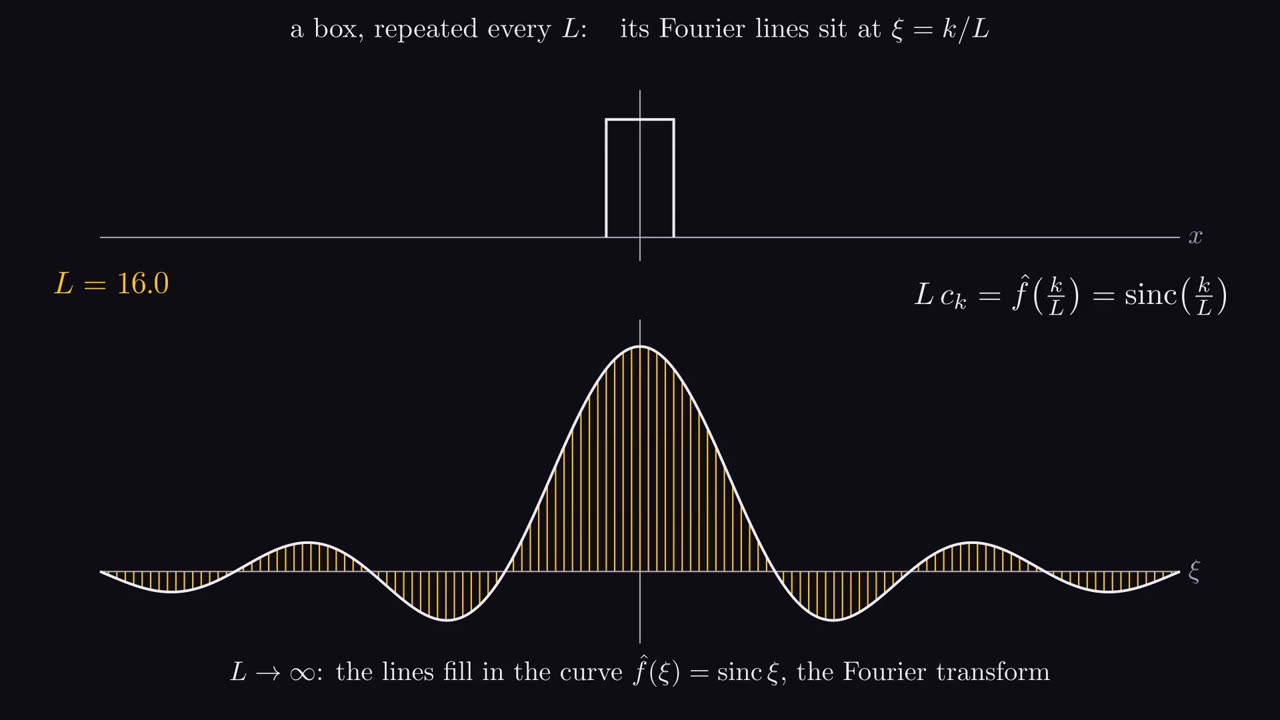 a box, repeated every L: its Fourier lines sit at ξ = k/L
x
L = 16.0
L c_k = f̂(k/L) = sinc(k/L)
ξ
L → ∞: the lines fill in the curve f̂(ξ) = sinc ξ, the Fourier transform